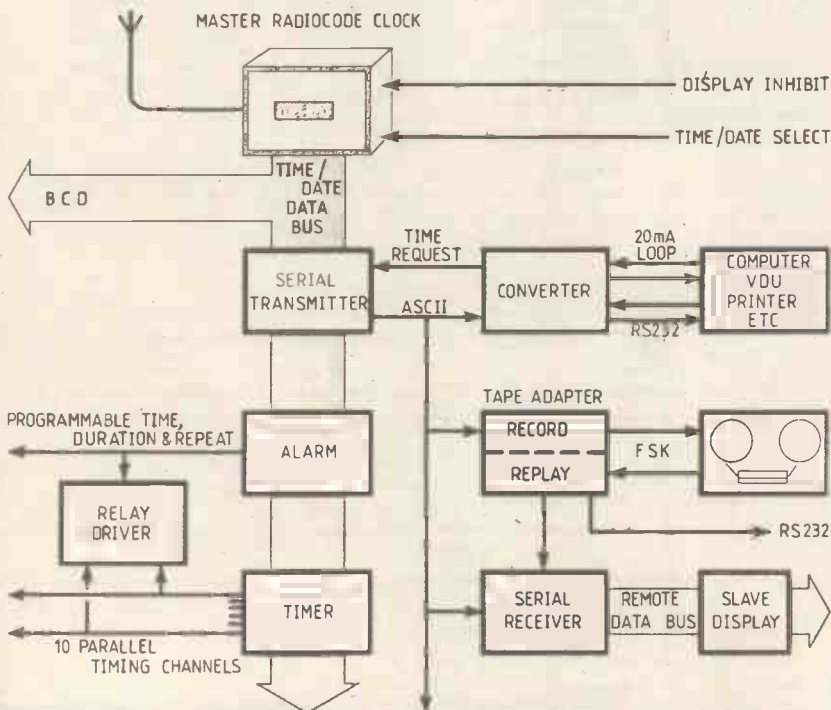 MASTER RADIOCODE CLOCK
DISPLAY INHIBIT
TIME/DATE SELECT
TIME/
DATE
DATA
BUS
BCD
TIME
REQUEST
20mA
LOOP
SERIAL
TRANSMITTER
CONVERTER
COMPUTER
VDU
PRINTER
ETC
ASCII
RS232
PROGRAMMABLE TIME,
DURATION & REPEAT
ALARM
TAPE ADAPTER
RECORD
REPLAY
FSK
RELAY
DRIVER
RS232
TIMER
SERIAL
RECEIVER
REMOTE
DATA BUS
SLAVE
DISPLAY
10 PARALLEL
TIMING CHANNELS